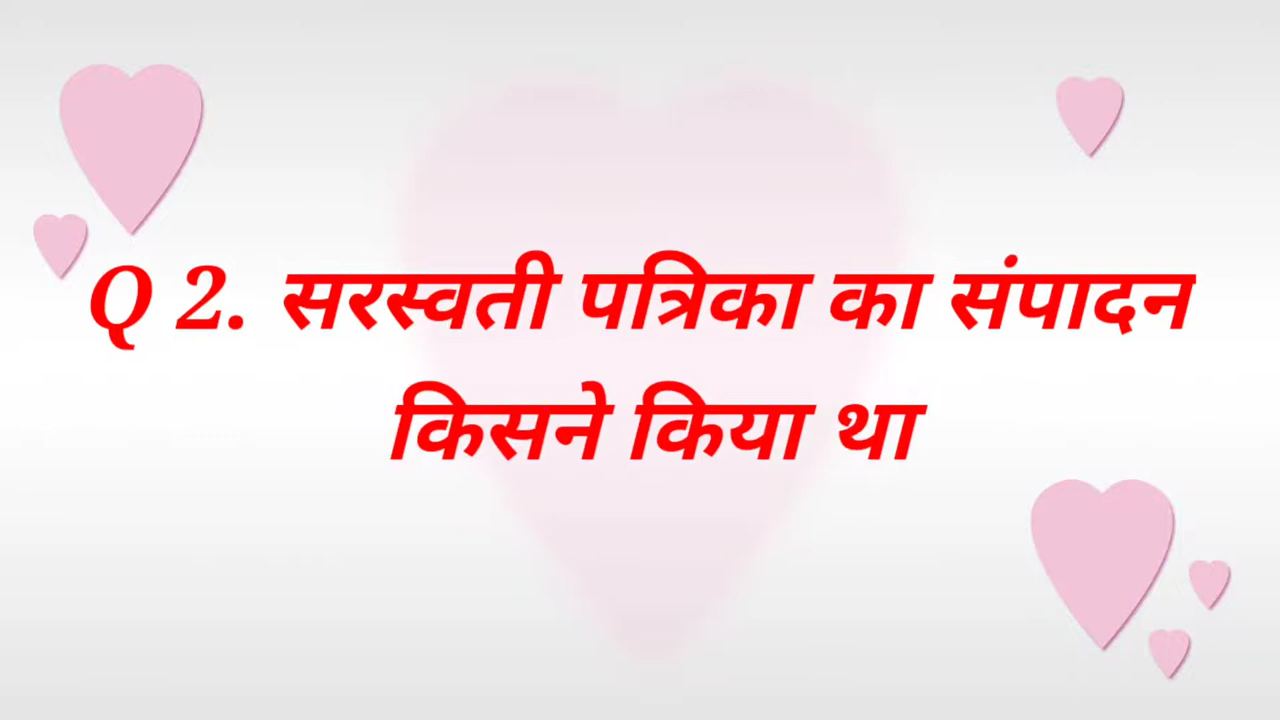 Q 2. सरस्वती पत्रिका का संपादन
किसने किया था